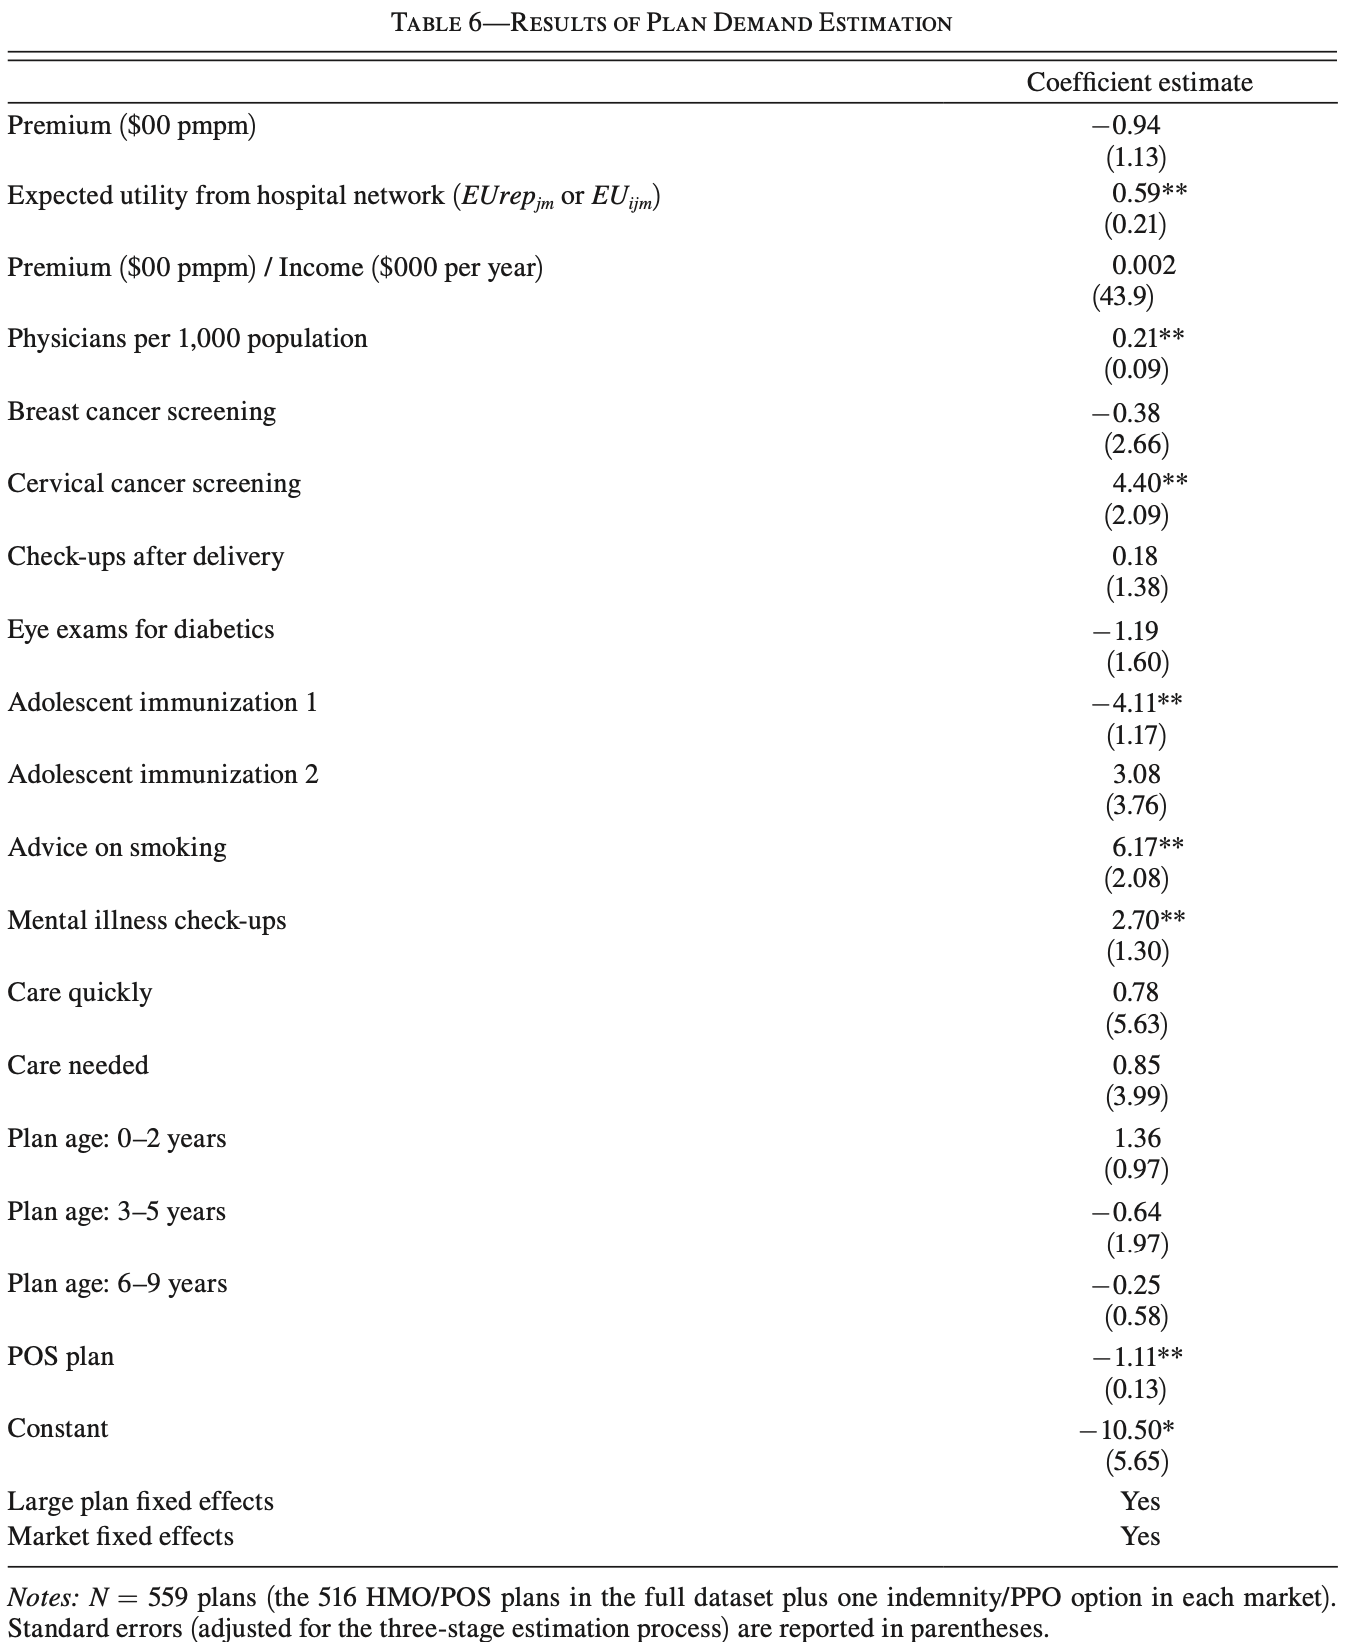 TABLE 6—RESULTS OF PLAN DEMAND ESTIMATION
Coefficient estimate
Premium ($00 pmpm) −0.94
(1.13)
Expected utility from hospital network (EUrepjm or EUijm) 0.59**
(0.21)
Premium ($00 pmpm) / Income ($000 per year) 0.002
(43.9)
Physicians per 1,000 population 0.21**
(0.09)
Breast cancer screening −0.38
(2.66)
Cervical cancer screening 4.40**
(2.09)
Check-ups after delivery 0.18
(1.38)
Eye exams for diabetics −1.19
(1.60)
Adolescent immunization 1 −4.11**
(1.17)
Adolescent immunization 2 3.08
(3.76)
Advice on smoking 6.17**
(2.08)
Mental illness check-ups 2.70**
(1.30)
Care quickly 0.78
(5.63)
Care needed 0.85
(3.99)
Plan age: 0–2 years 1.36
(0.97)
Plan age: 3–5 years −0.64
(1.97)
Plan age: 6–9 years −0.25
(0.58)
POS plan −1.11**
(0.13)
Constant −10.50*
(5.65)
Large plan fixed effects Yes
Market fixed effects Yes
Notes: N = 559 plans (the 516 HMO/POS plans in the full dataset plus one indemnity/PPO option in each market).
Standard errors (adjusted for the three-stage estimation process) are reported in parentheses.